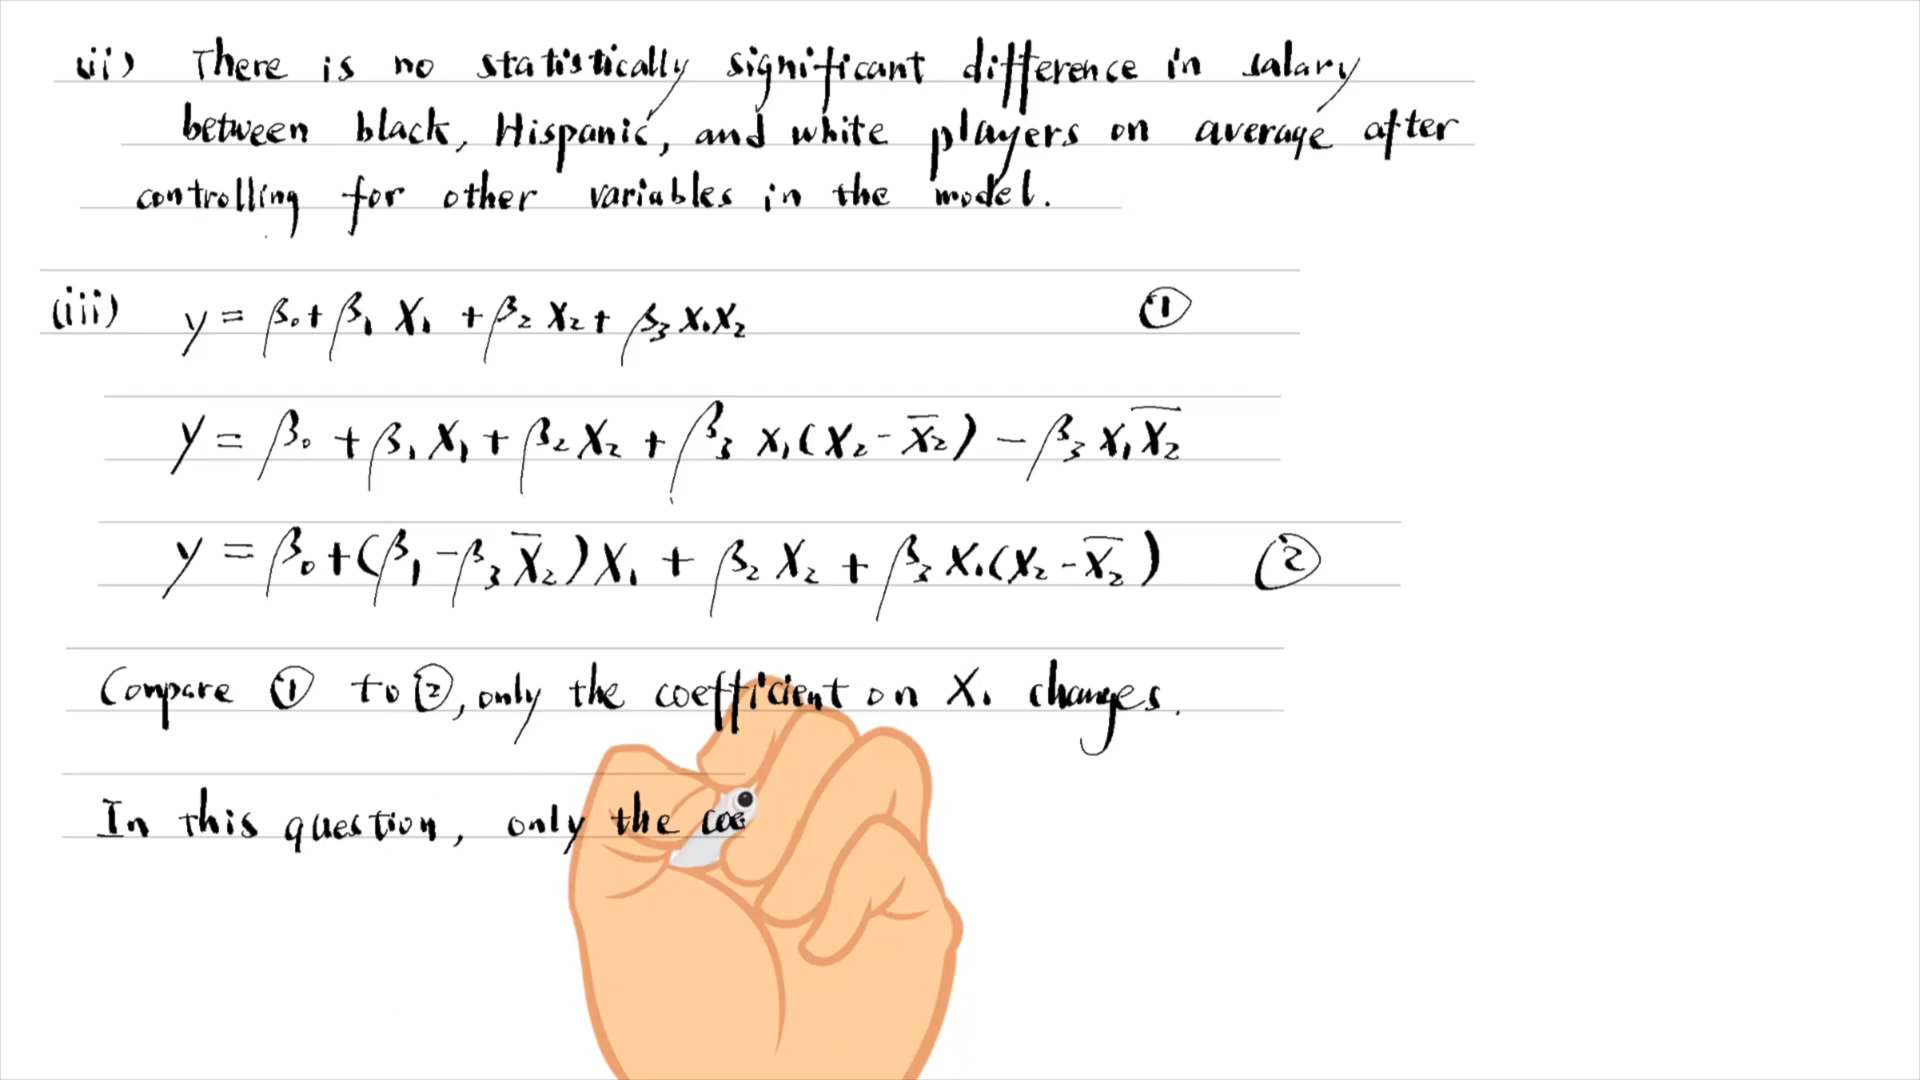 ii) There is no statistically significant difference in salary
between black, Hispanic, and white players on average after
controlling for other variables in the model.
(iii) y = β₀ + β₁ X₁ + β₂ X₂ + β₃ X₁X₂ ①
y = β₀ + β₁ X₁ + β₂ X₂ + β₃ X₁(X₂ - X̅₂) - β₃ X₁X̅₂
y = β₀ + (β₁ - β₃ X̅₂) X₁ + β₂ X₂ + β₃ X₁(X₂ - X̅₂) ②
Compare ① to ②, only the coefficient on X₁ changes.
In this question, only the coe